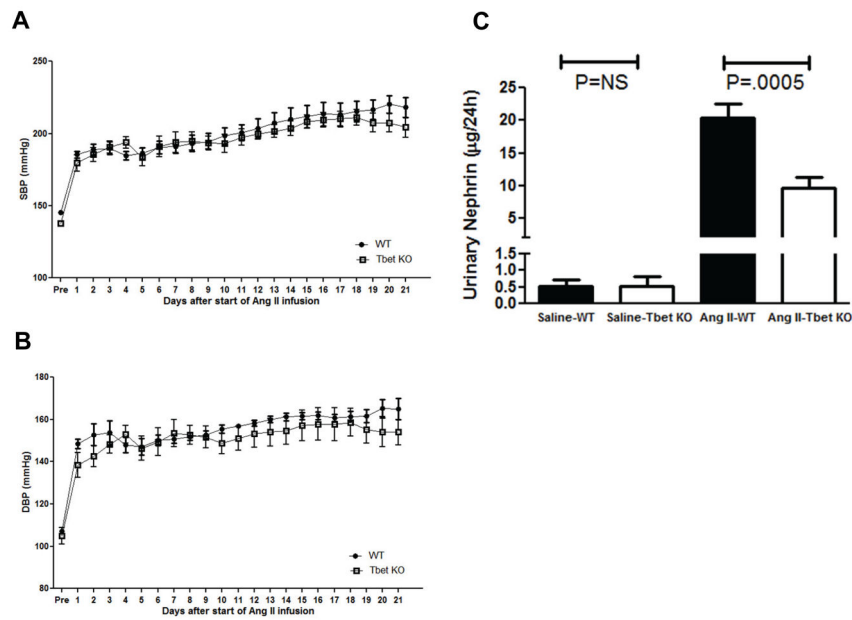 A
250
200
150
100
SBP (mmHg)
WT
Tbet KO
Pre 1 2 3 4 5 6 7 8 9 10 11 12 13 14 15 16 17 18 19 20 21
Days after start of Ang II infusion
B
180
160
140
120
100
80
DBP (mmHg)
WT
Tbet KO
Pre 1 2 3 4 5 6 7 8 9 10 11 12 13 14 15 16 17 18 19 20 21
Days after start of Ang II infusion
C
P=NS
P=.0005
25
20
15
10
5
1.5
1.0
0.5
0.0
Urinary Nephrin (µg/24h)
Saline-WT Saline-Tbet KO Ang II-WT Ang II-Tbet KO